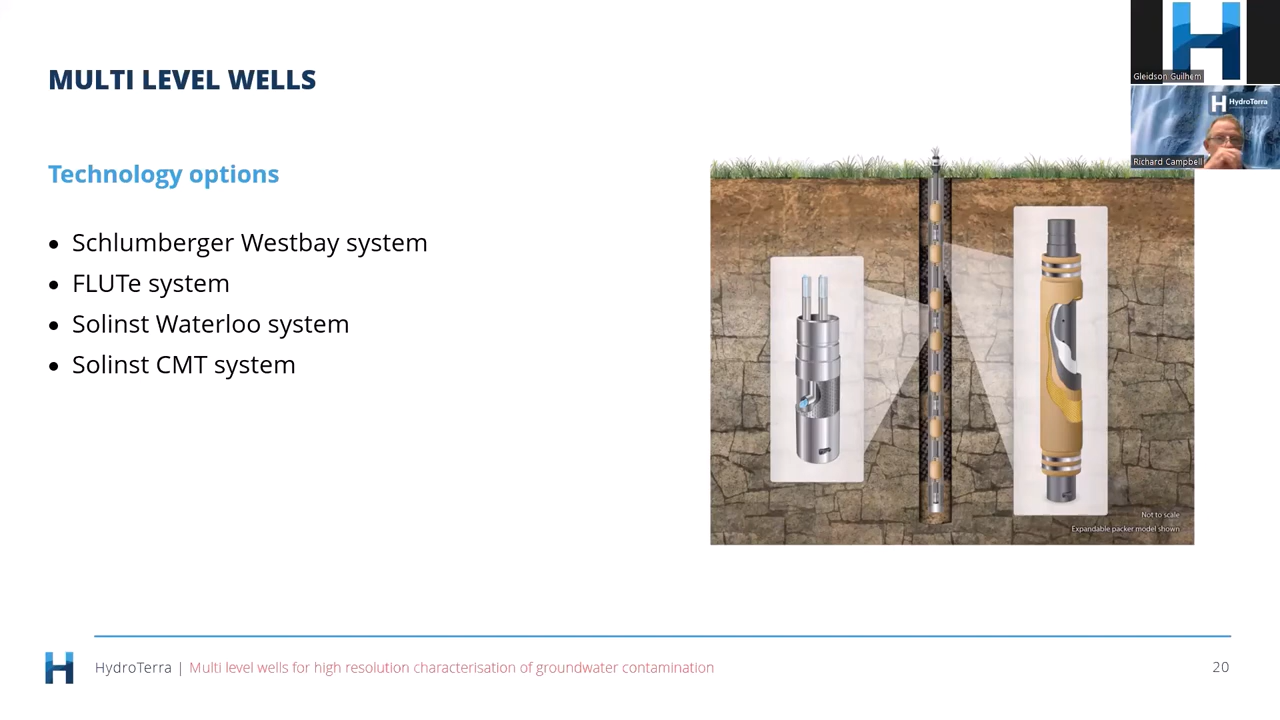 MULTI LEVEL WELLS
Technology options
• Schlumberger Westbay system
• FLUTe system
• Solinst Waterloo system
• Solinst CMT system
Gleidson Guilhem
HydroTerra
Richard Campbell
Not to scale
Expandable packer model shown
HydroTerra | Multi level wells for high resolution characterisation of groundwater contamination
20